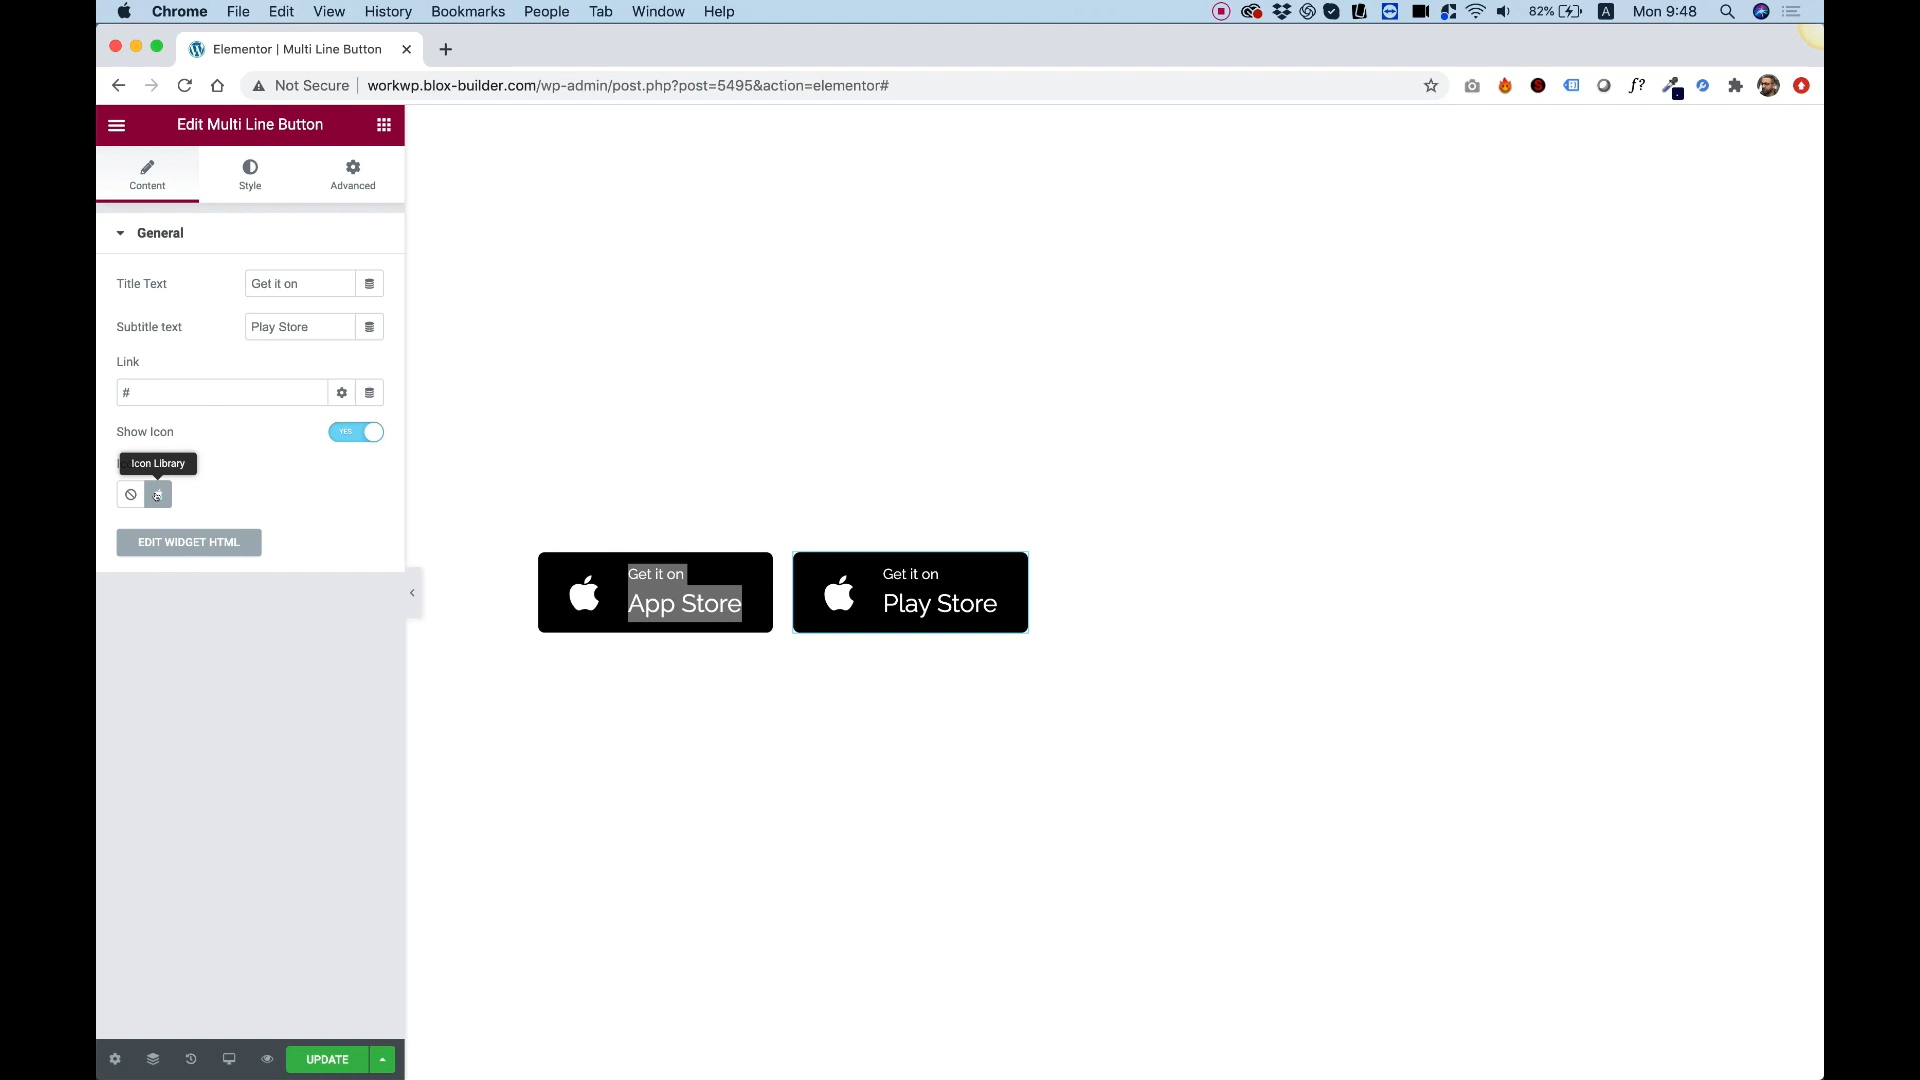 Chrome File Edit View History Bookmarks People Tab Window Help 82% A Mon 9:48
Elementor | Multi Line Button
Not Secure | workwp.blox-builder.com/wp-admin/post.php?post=5495&action=elementor# f?
Edit Multi Line Button
Content Style Advanced
General
Title Text Get it on
Subtitle text Play Store
Link
#
Show Icon YES
Icon Library
EDIT WIDGET HTML
Get it on
App Store
Get it on
Play Store
UPDATE